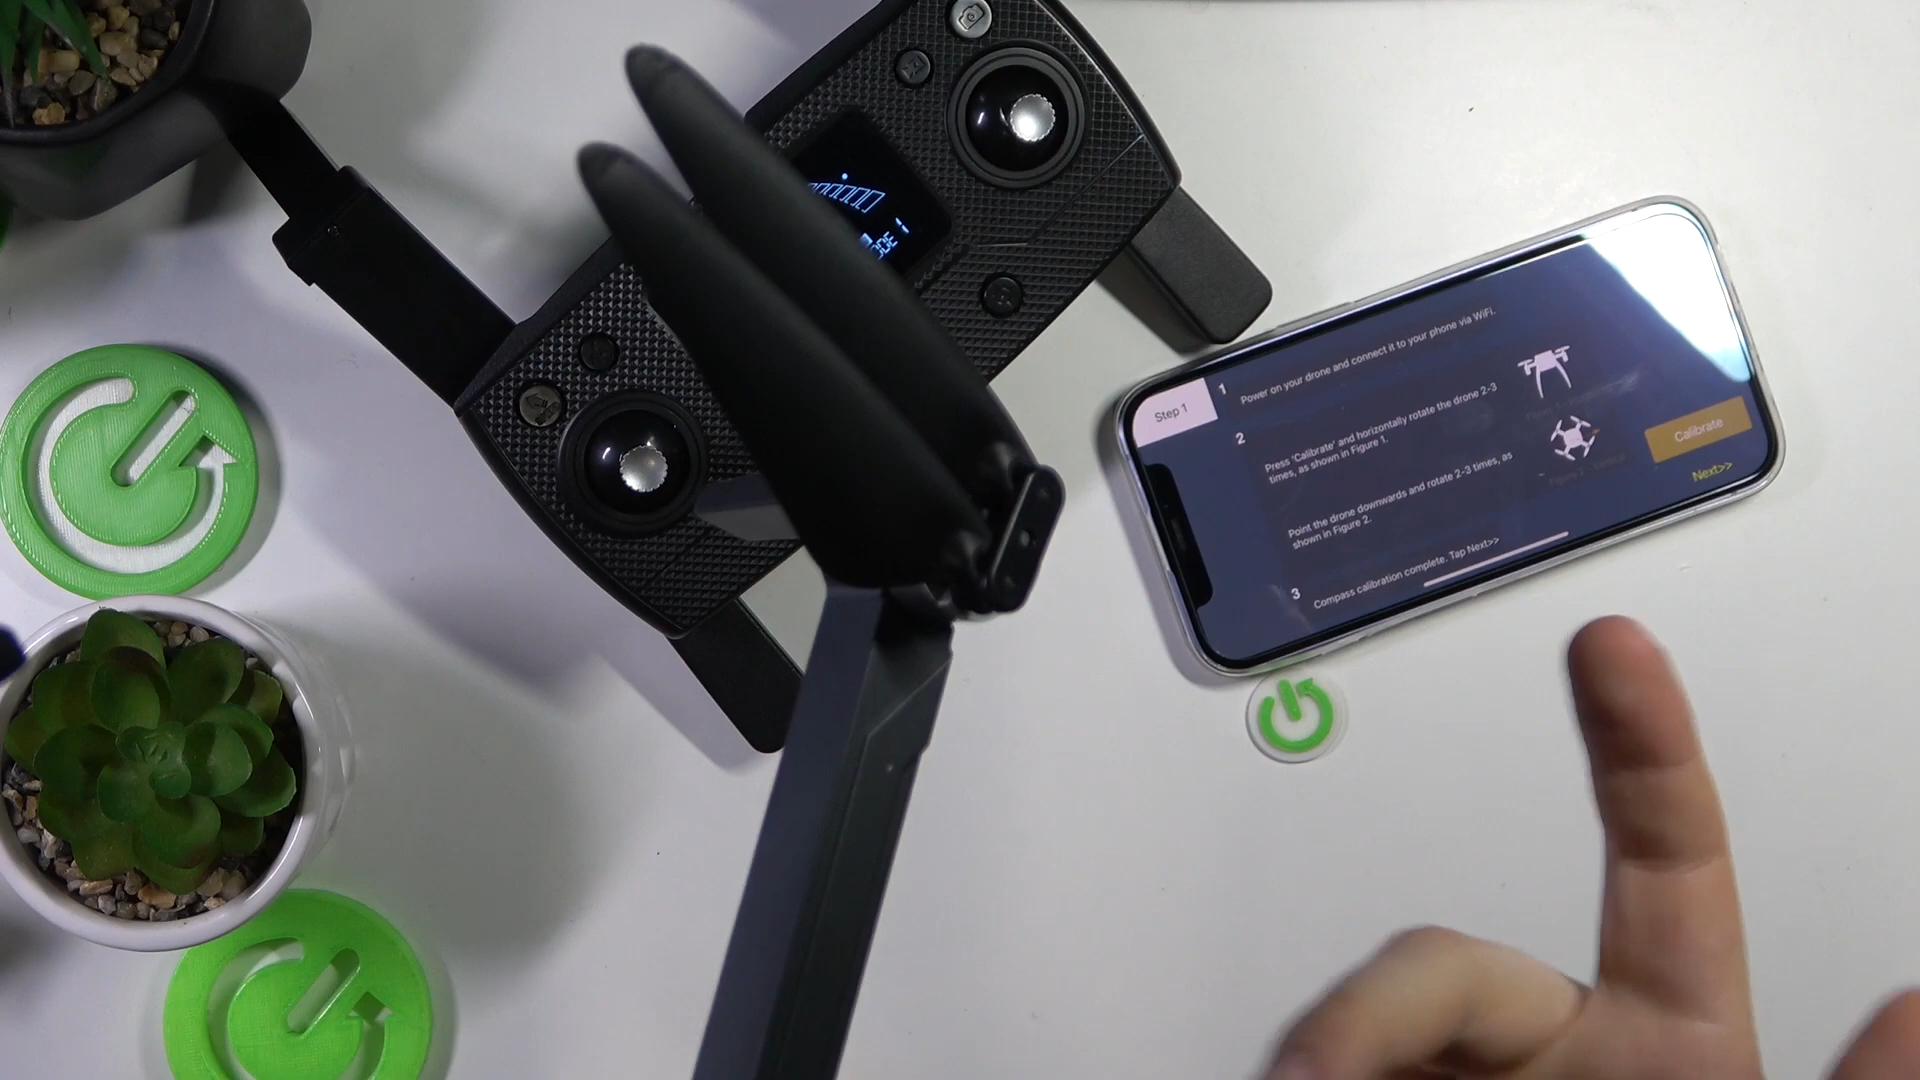 Step 1
1 Power on your drone and connect it to your phone via WiFi.
2 Press 'Calibrate' and horizontally rotate the drone 2-3
times, as shown in Figure 1.
Point the drone downwards and rotate 2-3 times, as
shown in Figure 2.
3 Compass calibration complete. Tap Next>>
Calibrate
Next>>